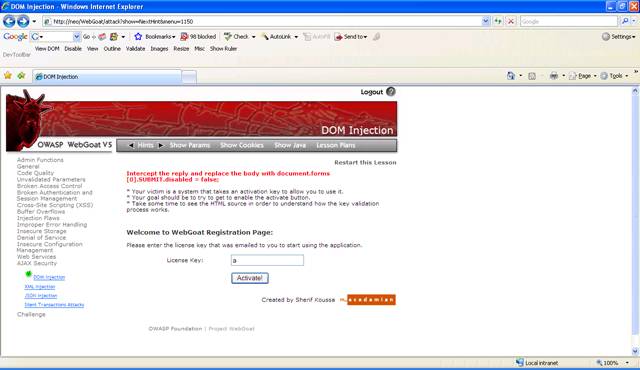 DOM Injection - Windows Internet Explorer
http://neo/WebGoat/attack?show=NextHint&menu=1150
Google
Google
Go
Bookmarks
98 blocked
Check
AutoLink
AutoFill
Send to
Settings
View DOM Disable View Outline Validate Images Resize Misc Show Ruler
DevToolBar
DOM Injection
Page Tools
Logout ?
DOM Injection
OWASP WebGoat V5
Hints Show Params Show Cookies Show Java Lesson Plans
Restart this Lesson
Admin Functions
General
Code Quality
Unvalidated Parameters
Broken Access Control
Broken Authentication and
Session Management
Cross-Site Scripting (XSS)
Buffer Overflows
Injection Flaws
Improper Error Handling
Insecure Storage
Denial of Service
Insecure Configuration
Management
Web Services
AJAX Security
DOM Injection
XML Injection
JSON Injection
Silent Transactions Attacks
Challenge
Intercept the reply and replace the body with document.forms
[0].SUBMIT.disabled = false;
* Your victim is a system that takes an activation key to allow you to use it.
* Your goal should be to try to get to enable the activate button.
* Take some time to see the HTML source in order to understand how the key validation
process works.
Welcome to WebGoat Registration Page:
Please enter the license key that was emailed to you to start using the application.
License Key: a
Activate!
Created by Sherif Koussa macadamian
OWASP Foundation | Project WebGoat
Local intranet
100%